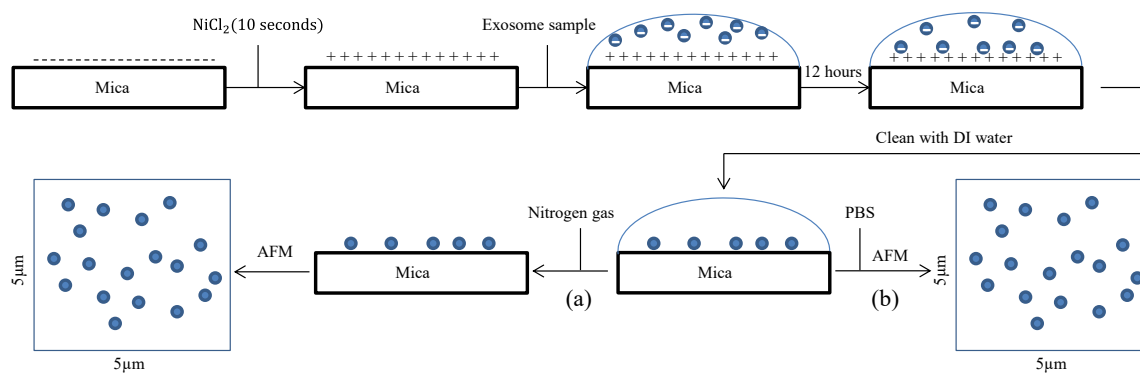 NiCl₂(10 seconds)
Exosome sample
- - - - - - - - - - - - - - - - - - -
+ + + + + + + + + + + + +
+ + + + + + + + + + + + +
+ + + + + + + + + + + + +
Mica
Mica
Mica
12 hours
Mica
Clean with DI water
Nitrogen gas
PBS
5μm
AFM
Mica
(a)
Mica
AFM
(b)
5μm
5μm
5μm